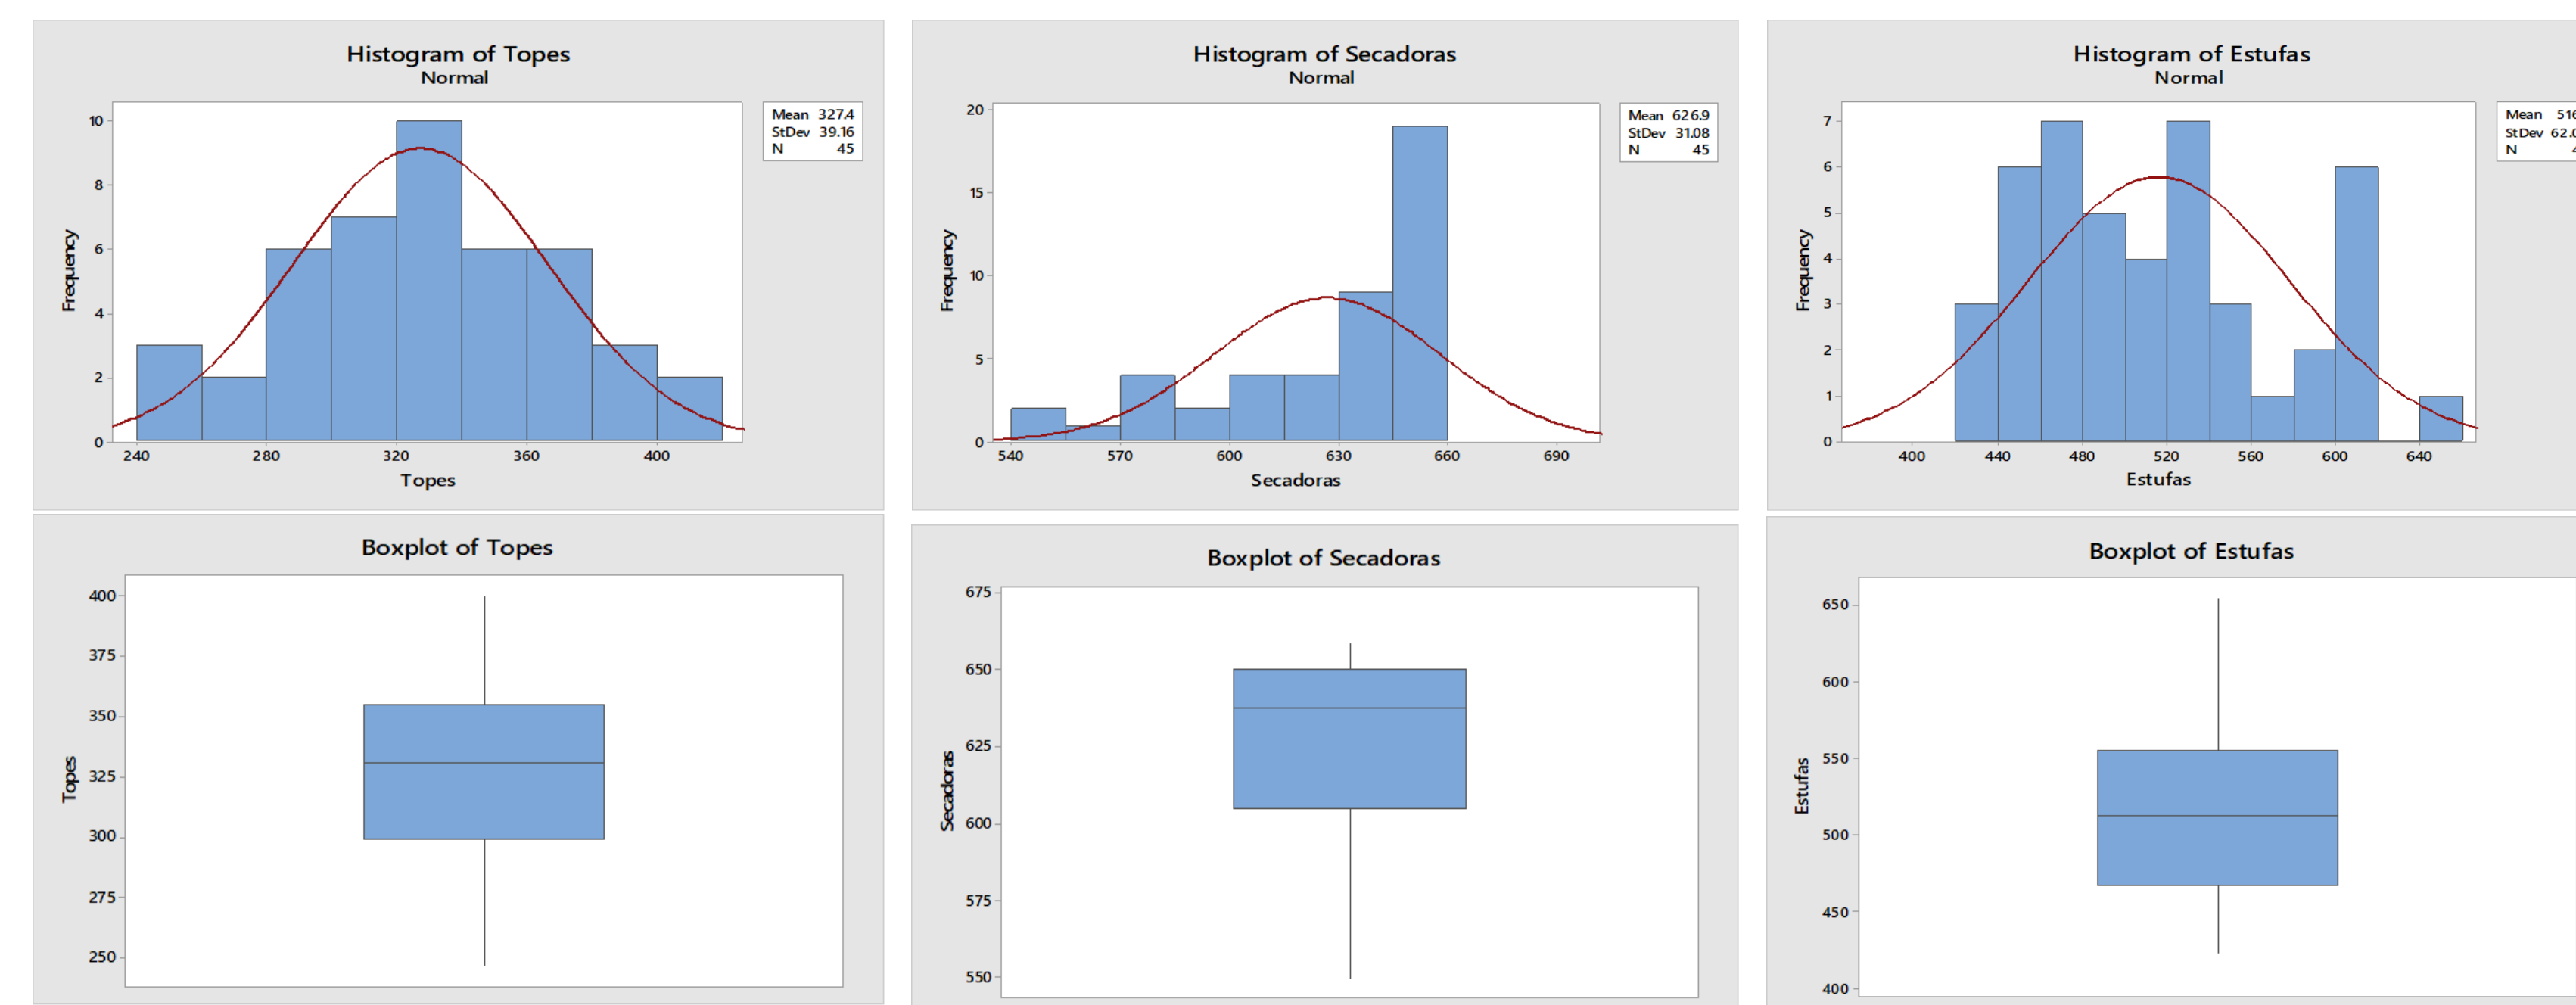 Histogram of Topes
Normal
Mean 327.4
StDev 39.16
N 45
10
8
6
4
2
0
Frequency
240 280 320 360 400
Topes
Histogram of Secadoras
Normal
Mean 626.9
StDev 31.08
N 45
20
15
10
5
0
Frequency
540 570 600 630 660 690
Secadoras
Histogram of Estufas
Normal
Mean 516
StDev 62.0
N 4
7
6
5
4
3
2
1
0
Frequency
400 440 480 520 560 600 640
Estufas
Boxplot of Topes
400
375
350
325
300
275
250
Topes
Boxplot of Secadoras
675
650
625
600
575
550
Secadoras
Boxplot of Estufas
650
600
550
500
450
400
Estufas